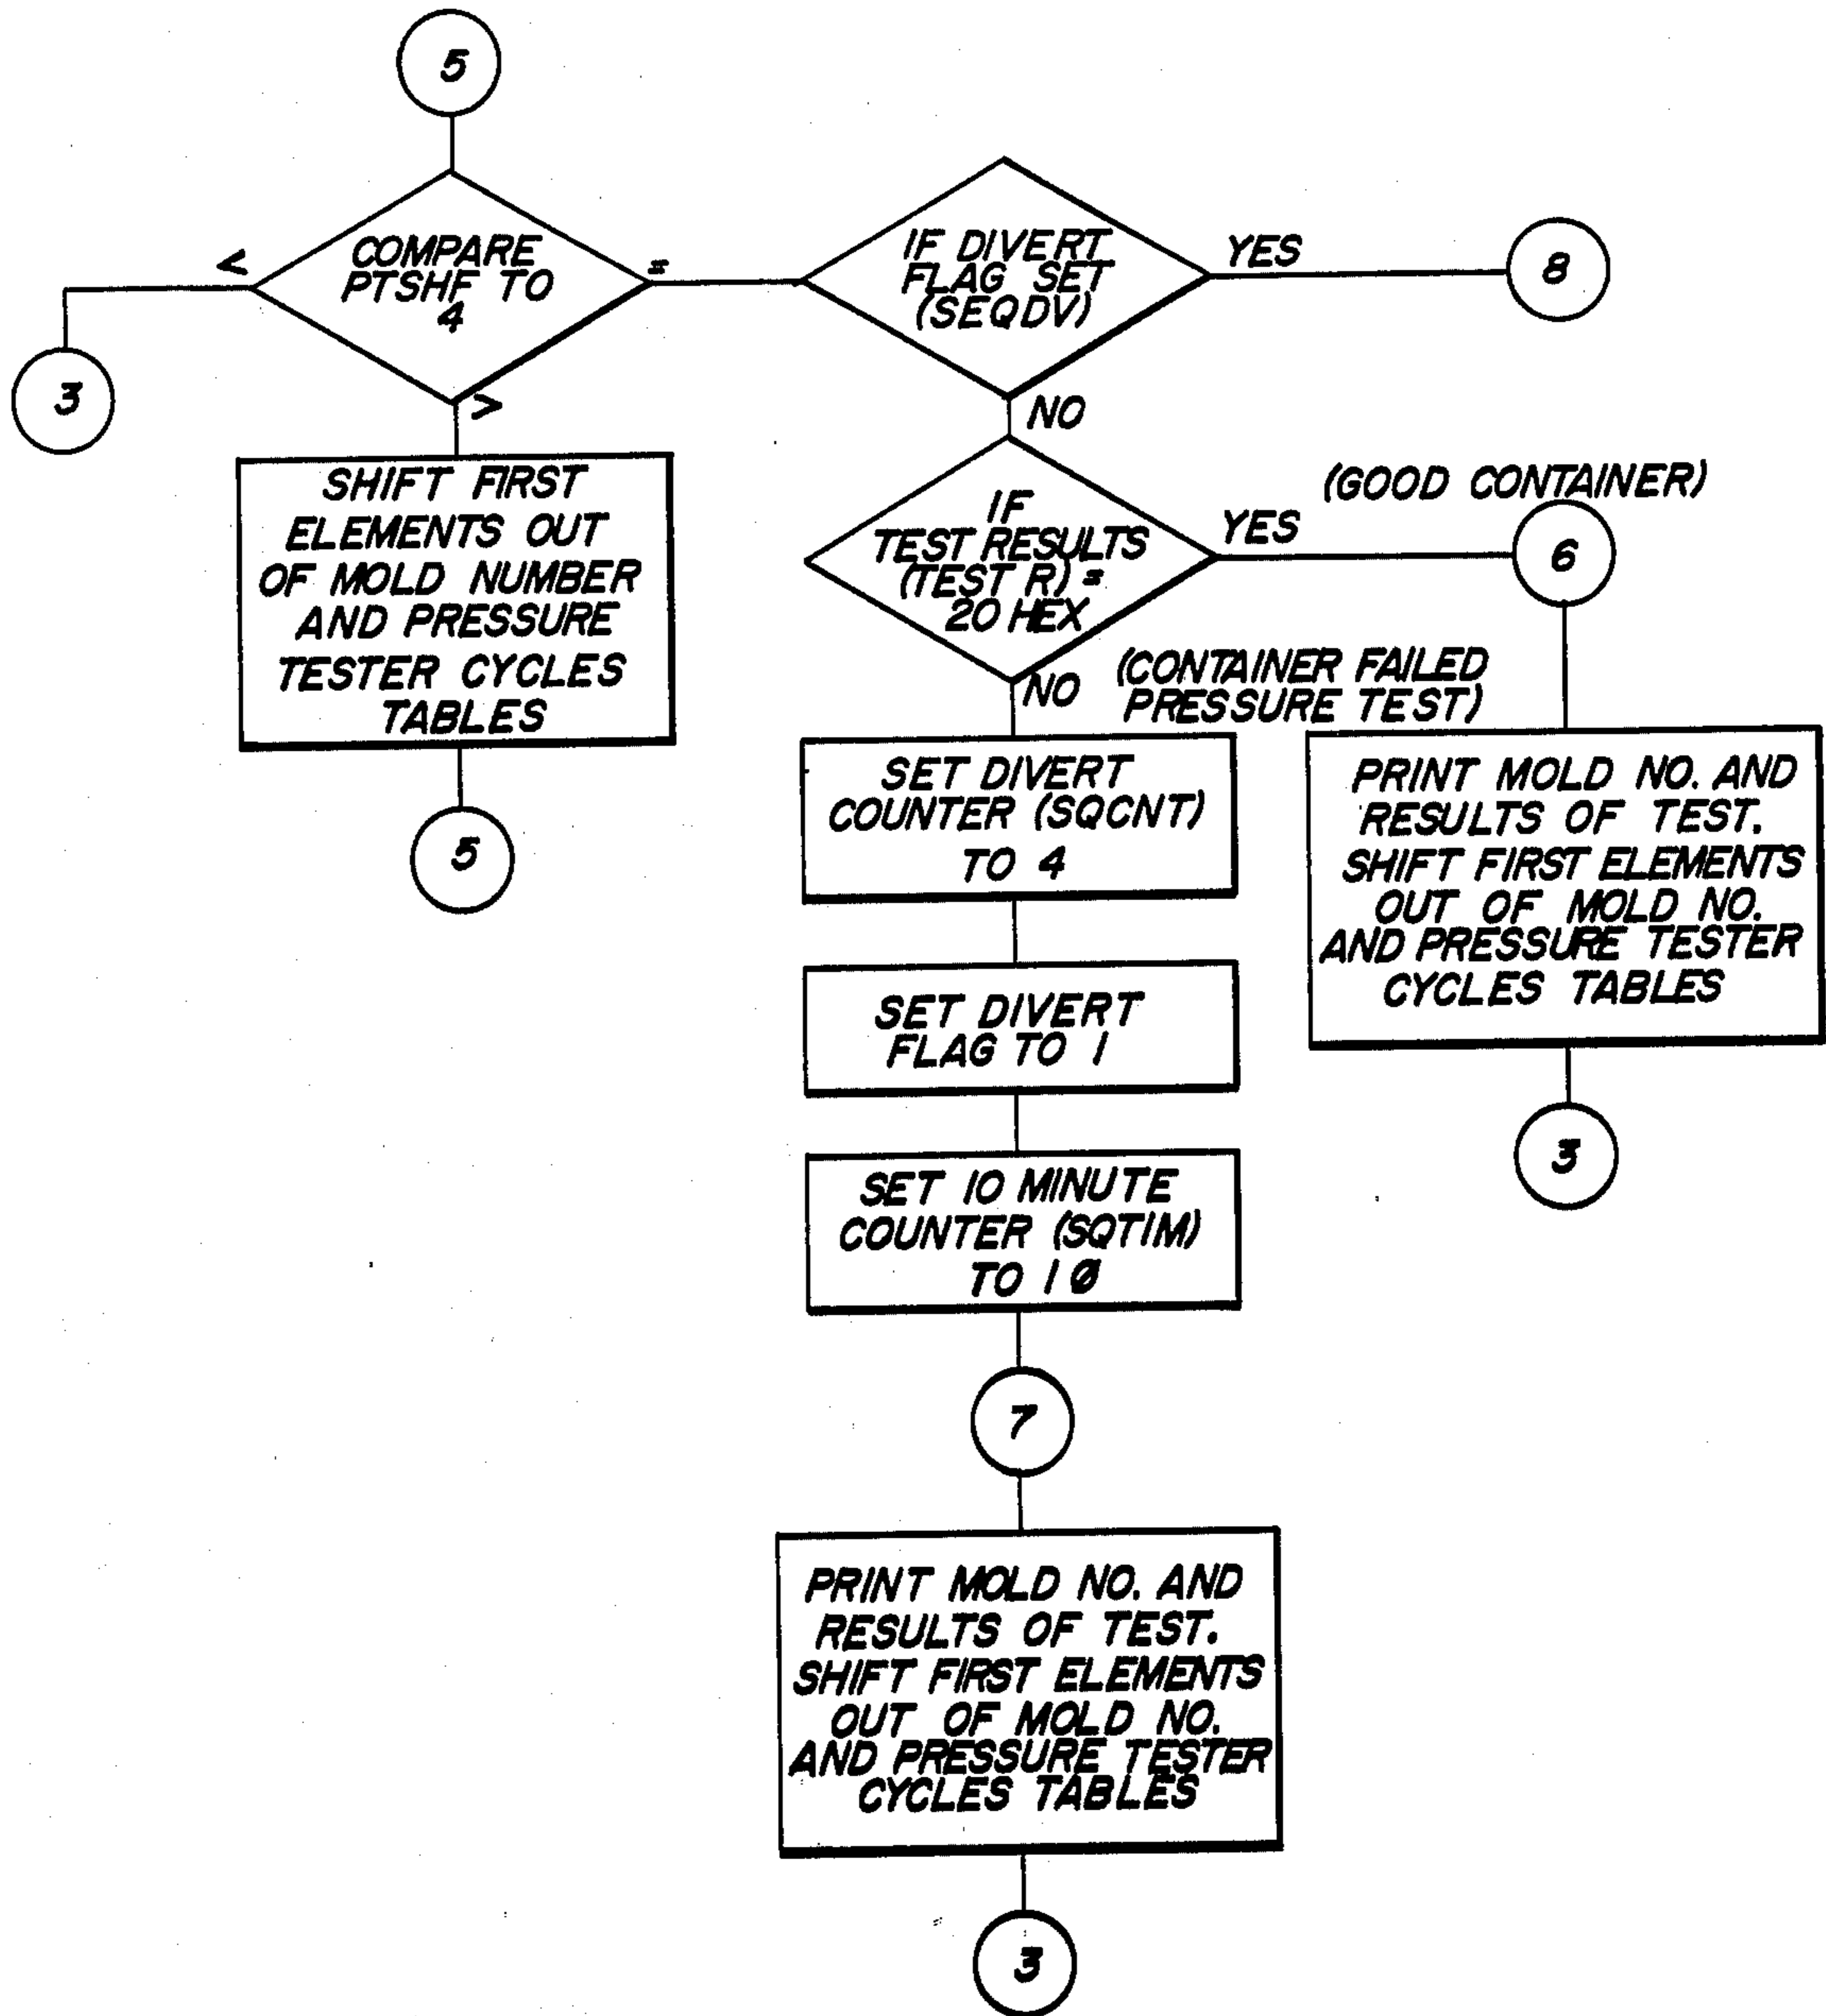 5
COMPARE
PTSHF TO
4
<
=
>
3
SHIFT FIRST
ELEMENTS OUT
OF MOLD NUMBER
AND PRESSURE
TESTER CYCLES
TABLES
5
IF DIVERT
FLAG SET
(SEQDV)
YES
8
NO
IF
TEST RESULTS
(TEST R) =
20 HEX
YES
(GOOD CONTAINER)
6
PRINT MOLD NO. AND
RESULTS OF TEST.
SHIFT FIRST ELEMENTS
OUT OF MOLD NO.
AND PRESSURE TESTER
CYCLES TABLES
3
NO
(CONTAINER FAILED
PRESSURE TEST)
SET DIVERT
COUNTER (SQCNT)
TO 4
SET DIVERT
FLAG TO 1
SET 10 MINUTE
COUNTER (SQTIM)
TO 1Ø
7
PRINT MOLD NO. AND
RESULTS OF TEST.
SHIFT FIRST ELEMENTS
OUT OF MOLD NO.
AND PRESSURE TESTER
CYCLES TABLES
3